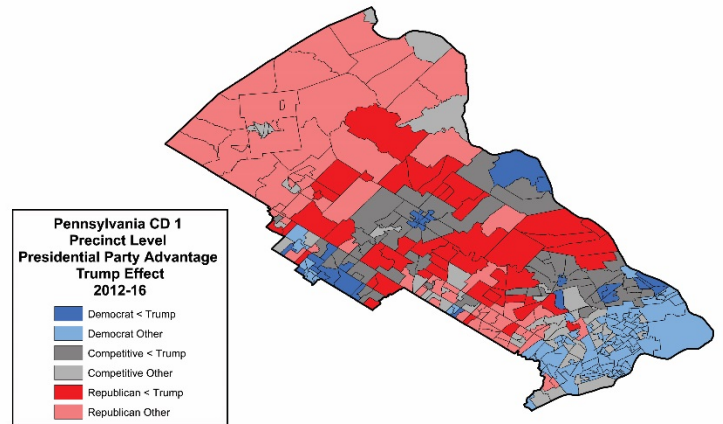 Pennsylvania CD 1
Precinct Level
Presidential Party Advantage
Trump Effect
2012-16
Democrat < Trump
Democrat Other
Competitive < Trump
Competitive Other
Republican < Trump
Republican Other